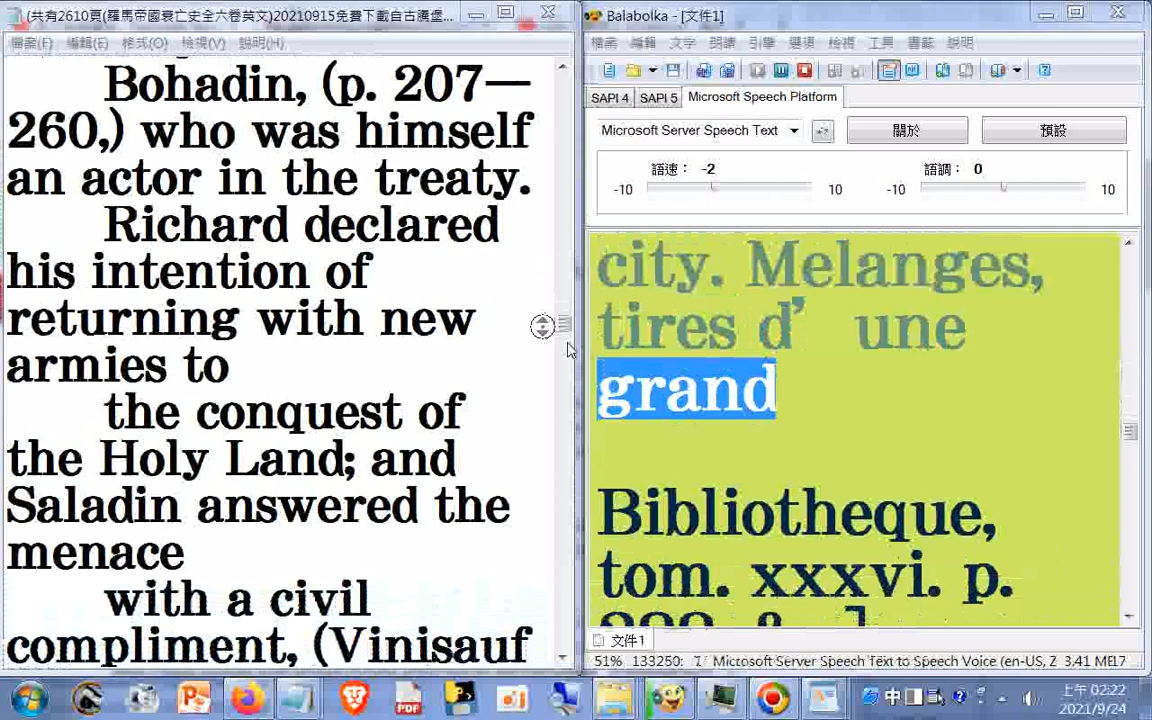 (共有2610頁(羅馬帝國衰亡史全六卷英文)20210915免費下載自古騰堡...
檔案(F) 編輯(E) 格式(O) 檢視(V) 說明(H)
Bohadin, (p. 207—
260,) who was himself
an actor in the treaty.
Richard declared
his intention of
returning with new
armies to
the conquest of
the Holy Land; and
Saladin answered the
menace
with a civil
compliment, (Vinisauf
Balabolka - [文件1]
檔案 編輯 文字 朗讀 引擎 選項 檢視 工具 書籤 說明
SAPI 4 SAPI 5 Microsoft Speech Platform
Microsoft Server Speech Text 關於 預設
語速： -2 語調： 0
-10 10 -10 10
city. Melanges,
tires d’ une
grand
Bibliotheque,
tom. xxxvi. p.
文件1
51% 133250: Microsoft Server Speech Text to Speech Voice (en-US, Z 3.41 MB
中 上午 02:22
2021/9/24